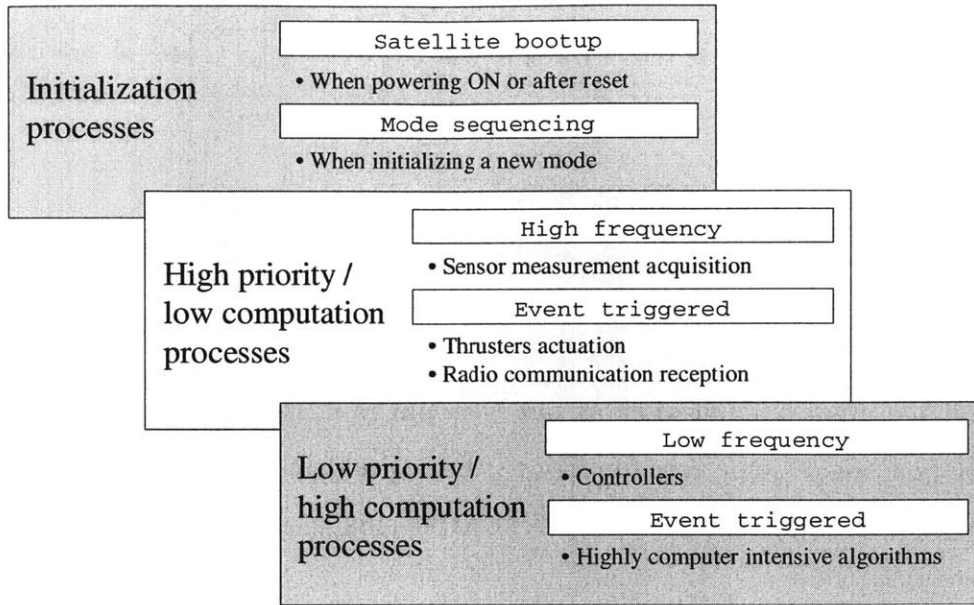 Initialization
processes
Satellite bootup
• When powering ON or after reset
Mode sequencing
• When initializing a new mode
High priority /
low computation
processes
High frequency
• Sensor measurement acquisition
Event triggered
• Thrusters actuation
• Radio communication reception
Low priority /
high computation
processes
Low frequency
• Controllers
Event triggered
• Highly computer intensive algorithms